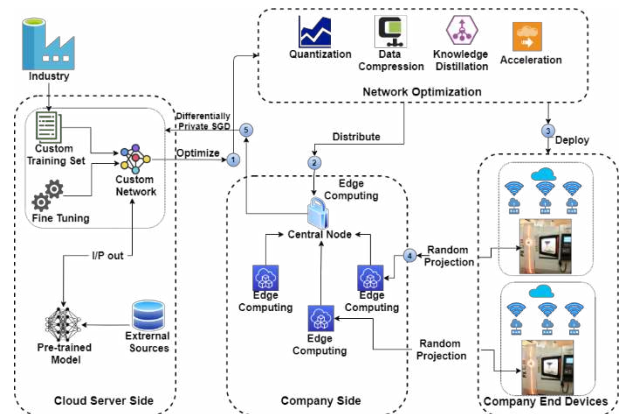 Quantization
Data
Compression
Knowledge
Distillation
Acceleration
Network Optimization
Industry
Custom
Training Set
Custom
Network
Fine Tuning
Differentially
Private SGD
5
Optimize
1
Distribute
2
3
Deploy
I/P out
Pre-trained
Model
Extrernal
Sources
Cloud Server Side
Edge
Computing
Central Node
4
Edge
Computing
Edge
Computing
Edge
Computing
Company Side
Random
Projection
Random
Projection
Company End Devices